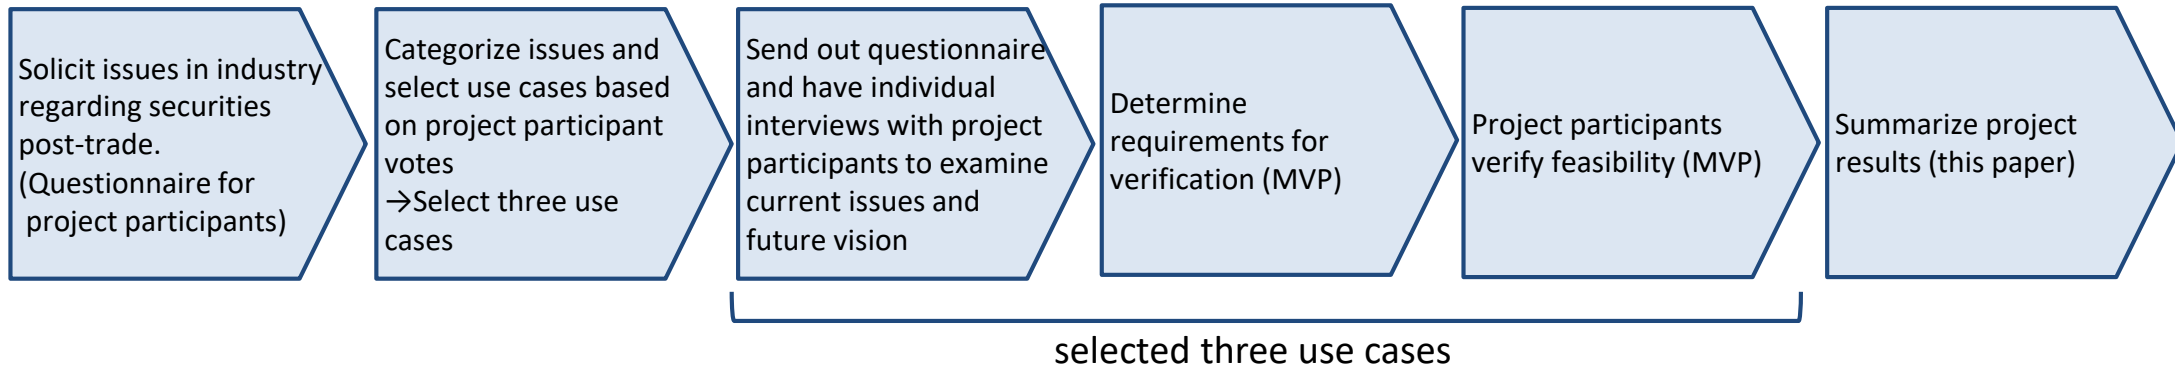 Solicit issues in industry
regarding securities
post-trade.
(Questionnaire for
project participants)
Categorize issues and
select use cases based
on project participant
votes
→Select three use
cases
Send out questionnaire
and have individual
interviews with project
participants to examine
current issues and
future vision
Determine
requirements for
verification (MVP)
Project participants
verify feasibility (MVP)
Summarize project
results (this paper)
selected three use cases